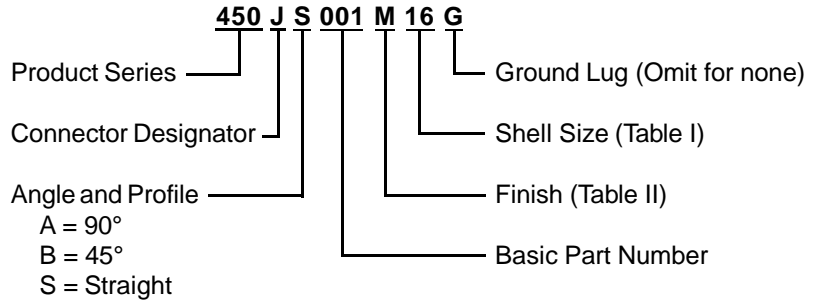 450 J S 001 M 16 G
Product Series
Connector Designator
Angle and Profile
A = 90°
B = 45°
S = Straight
Ground Lug (Omit for none)
Shell Size (Table I)
Finish (Table II)
Basic Part Number